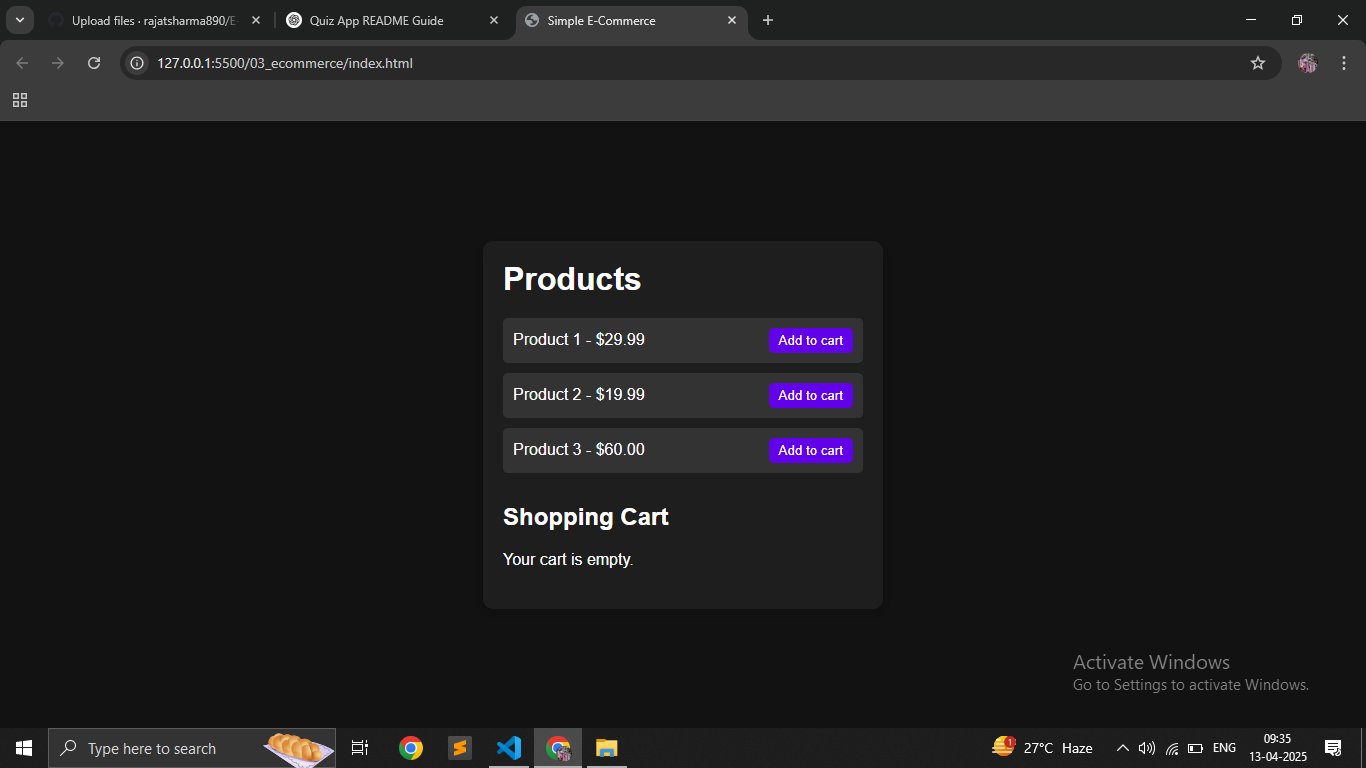 Upload files · rajatsharma890/E
Quiz App README Guide
Simple E-Commerce
127.0.0.1:5500/03_ecommerce/index.html
Products
Product 1 - $29.99 Add to cart
Product 2 - $19.99 Add to cart
Product 3 - $60.00 Add to cart
Shopping Cart
Your cart is empty.
Activate Windows
Go to Settings to activate Windows.
Type here to search
1
27°C Haze
ENG
09:35
13-04-2025